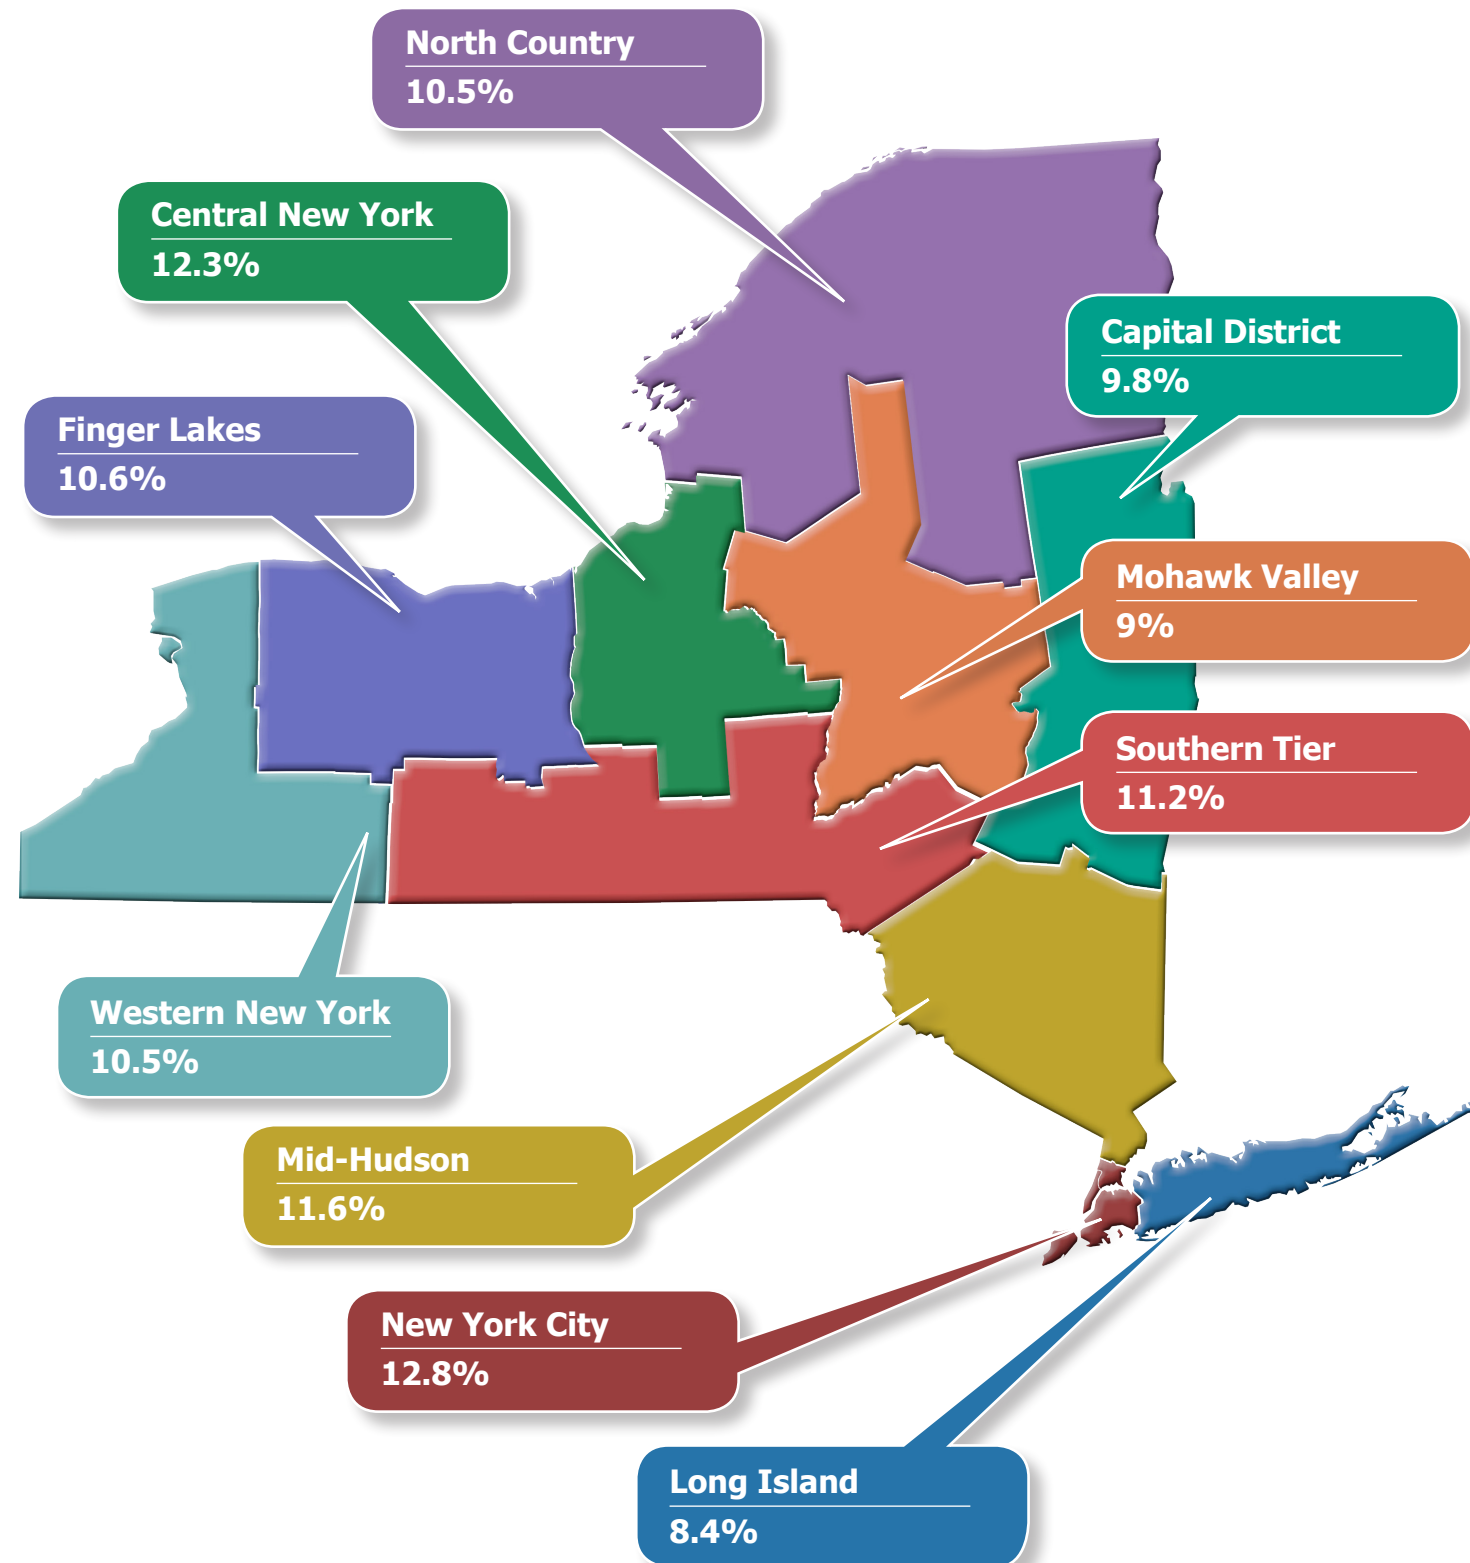 North Country
10.5%
Central New York
12.3%
Capital District
9.8%
Finger Lakes
10.6%
Mohawk Valley
9%
Southern Tier
11.2%
Western New York
10.5%
Mid-Hudson
11.6%
New York City
12.8%
Long Island
8.4%